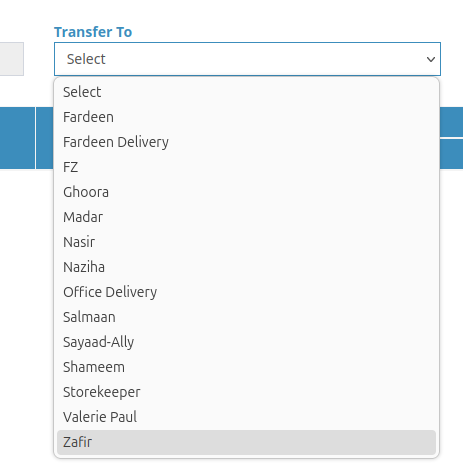 Transfer To
Select
Select
Fardeen
Fardeen Delivery
FZ
Ghoora
Madar
Nasir
Naziha
Office Delivery
Salmaan
Sayaad-Ally
Shameem
Storekeeper
Valerie Paul
Zafir